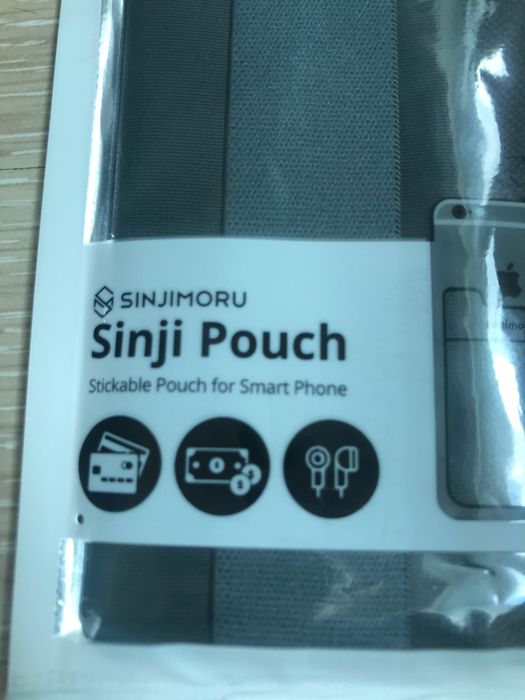 SINJIMORU
Sinji Pouch
Stickable Pouch for Smart Phone